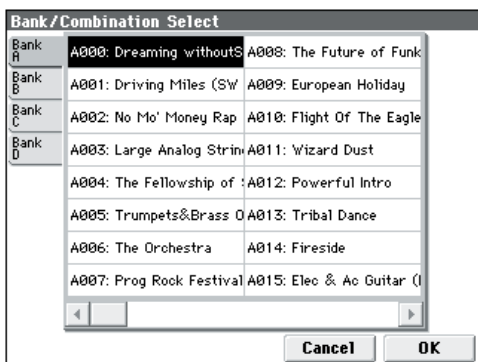 Bank/Combination Select
Bank
A
Bank
B
Bank
C
Bank
D
A000: Dreaming withoutS
A001: Driving Miles (SW
A002: No Mo' Money Rap
A003: Large Analog Strin
A004: The Fellowship of
A005: Trumpets&Brass O
A006: The Orchestra
A007: Prog Rock Festival
A008: The Future of Funk
A009: European Holiday
A010: Flight Of The Eagle
A011: Wizard Dust
A012: Powerful Intro
A013: Tribal Dance
A014: Fireside
A015: Elec & Ac Guitar (
Cancel
OK